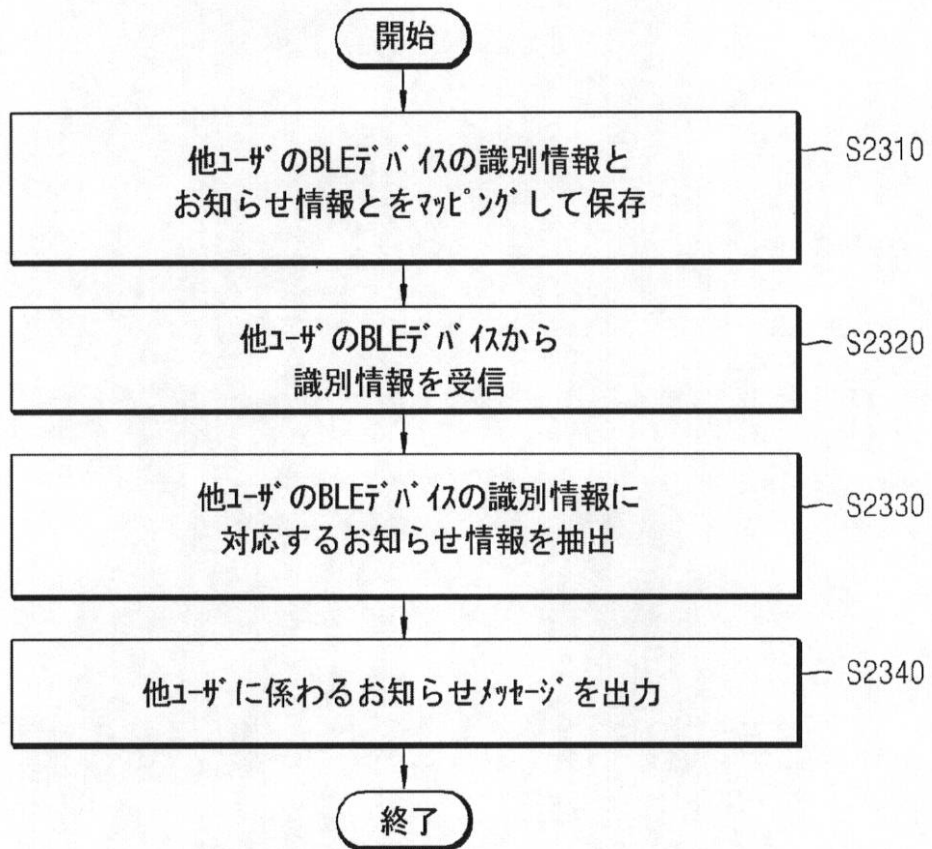 開始
他ユーザのBLEデバイスの識別情報と
お知らせ情報とをマッピングして保存
S2310
他ユーザのBLEデバイスから
識別情報を受信
S2320
他ユーザのBLEデバイスの識別情報に
対応するお知らせ情報を抽出
S2330
他ユーザに係わるお知らせメッセージを出力
S2340
終了